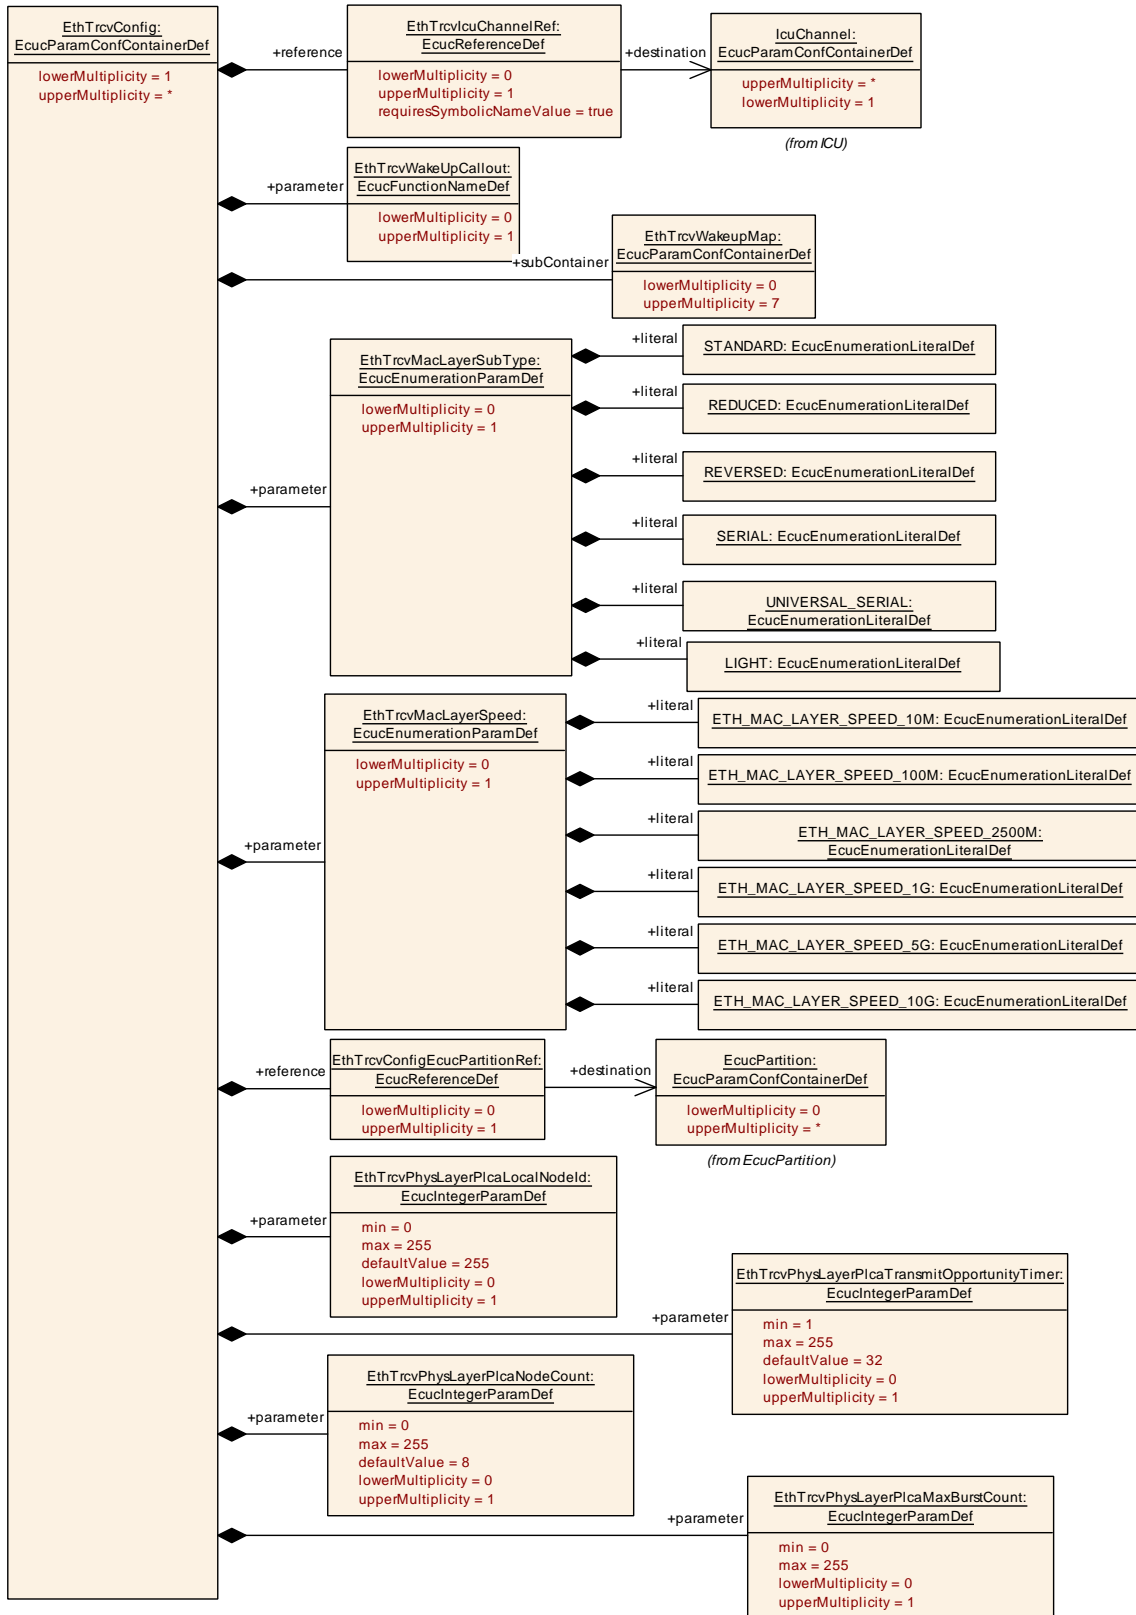 EthTrcvConfig:
EcucParamConfContainerDef
lowerMultiplicity = 1
upperMultiplicity = *
+reference
EthTrcvIcuChannelRef:
EcucReferenceDef
lowerMultiplicity = 0
upperMultiplicity = 1
requiresSymbolicNameValue = true
+destination
IcuChannel:
EcucParamConfContainerDef
upperMultiplicity = *
lowerMultiplicity = 1
(from ICU)
+parameter
EthTrcvWakeUpCallout:
EcucFunctionNameDef
lowerMultiplicity = 0
upperMultiplicity = 1
+subContainer
EthTrcvWakeupMap:
EcucParamConfContainerDef
lowerMultiplicity = 0
upperMultiplicity = 7
+parameter
EthTrcvMacLayerSubType:
EcucEnumerationParamDef
lowerMultiplicity = 0
upperMultiplicity = 1
+literal
STANDARD: EcucEnumerationLiteralDef
+literal
REDUCED: EcucEnumerationLiteralDef
+literal
REVERSED: EcucEnumerationLiteralDef
+literal
SERIAL: EcucEnumerationLiteralDef
+literal
UNIVERSAL_SERIAL:
EcucEnumerationLiteralDef
+literal
LIGHT: EcucEnumerationLiteralDef
+parameter
EthTrcvMacLayerSpeed:
EcucEnumerationParamDef
lowerMultiplicity = 0
upperMultiplicity = 1
+literal
ETH_MAC_LAYER_SPEED_10M: EcucEnumerationLiteralDef
+literal
ETH_MAC_LAYER_SPEED_100M: EcucEnumerationLiteralDef
+literal
ETH_MAC_LAYER_SPEED_2500M:
EcucEnumerationLiteralDef
+literal
ETH_MAC_LAYER_SPEED_1G: EcucEnumerationLiteralDef
+literal
ETH_MAC_LAYER_SPEED_5G: EcucEnumerationLiteralDef
+literal
ETH_MAC_LAYER_SPEED_10G: EcucEnumerationLiteralDef
+reference
EthTrcvConfigEcucPartitionRef:
EcucReferenceDef
lowerMultiplicity = 0
upperMultiplicity = 1
+destination
EcucPartition:
EcucParamConfContainerDef
lowerMultiplicity = 0
upperMultiplicity = *
(from EcucPartition)
+parameter
EthTrcvPhysLayerPlcaLocalNodeId:
EcucIntegerParamDef
min = 0
max = 255
defaultValue = 255
lowerMultiplicity = 0
upperMultiplicity = 1
+parameter
EthTrcvPhysLayerPlcaTransmitOpportunityTimer:
EcucIntegerParamDef
min = 1
max = 255
defaultValue = 32
lowerMultiplicity = 0
upperMultiplicity = 1
+parameter
EthTrcvPhysLayerPlcaNodeCount:
EcucIntegerParamDef
min = 0
max = 255
defaultValue = 8
lowerMultiplicity = 0
upperMultiplicity = 1
+parameter
EthTrcvPhysLayerPlcaMaxBurstCount:
EcucIntegerParamDef
min = 0
max = 255
lowerMultiplicity = 0
upperMultiplicity = 1